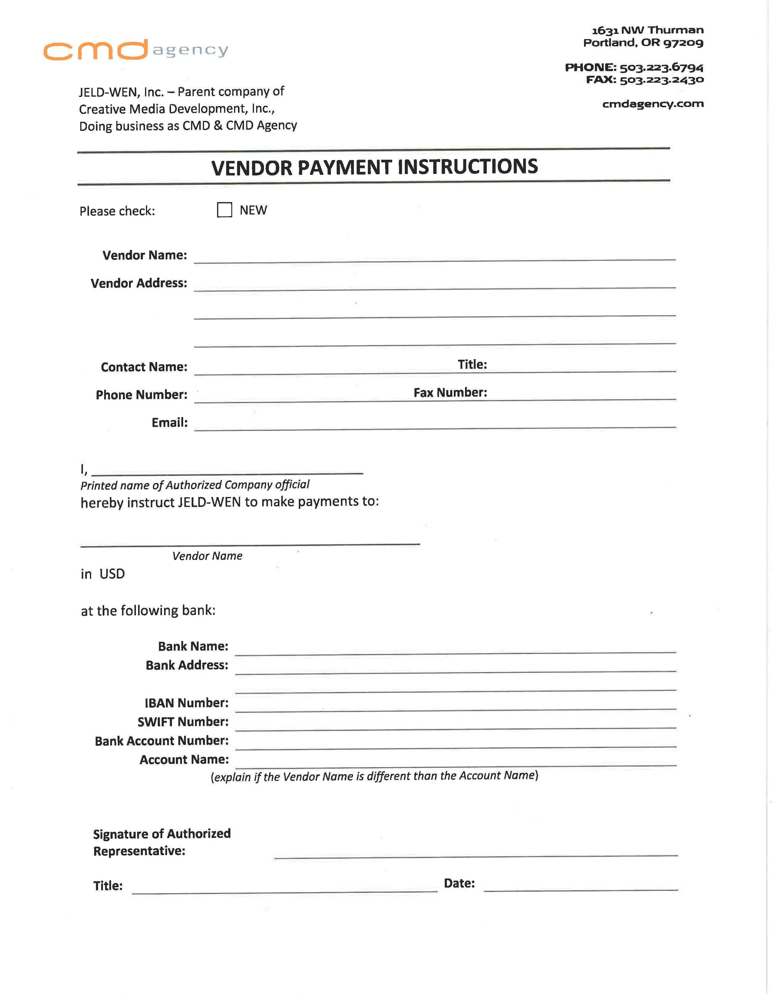 cmd agency
1631 NW Thurman
Portland, OR 97209
PHONE: 503.223.6794
FAX: 503.223.2430
cmdagency.com
JELD-WEN, Inc. – Parent company of
Creative Media Development, Inc.,
Doing business as CMD & CMD Agency
VENDOR PAYMENT INSTRUCTIONS
Please check: NEW
Vendor Name:
Vendor Address:
Contact Name: Title:
Phone Number: Fax Number:
Email:
I,
Printed name of Authorized Company official
hereby instruct JELD-WEN to make payments to:
Vendor Name
in USD
at the following bank:
Bank Name:
Bank Address:
IBAN Number:
SWIFT Number:
Bank Account Number:
Account Name:
(explain if the Vendor Name is different than the Account Name)
Signature of Authorized
Representative:
Title: Date: